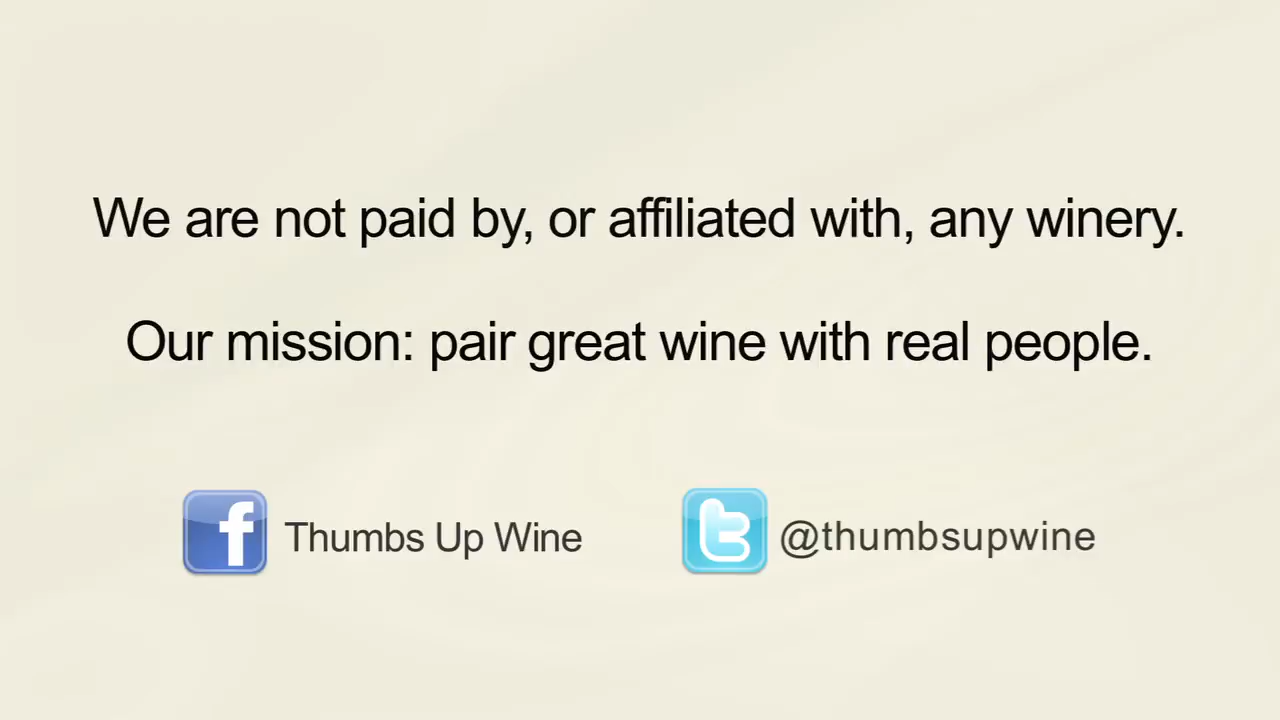 We are not paid by, or affiliated with, any winery.
Our mission: pair great wine with real people.
f Thumbs Up Wine
t @thumbsupwine